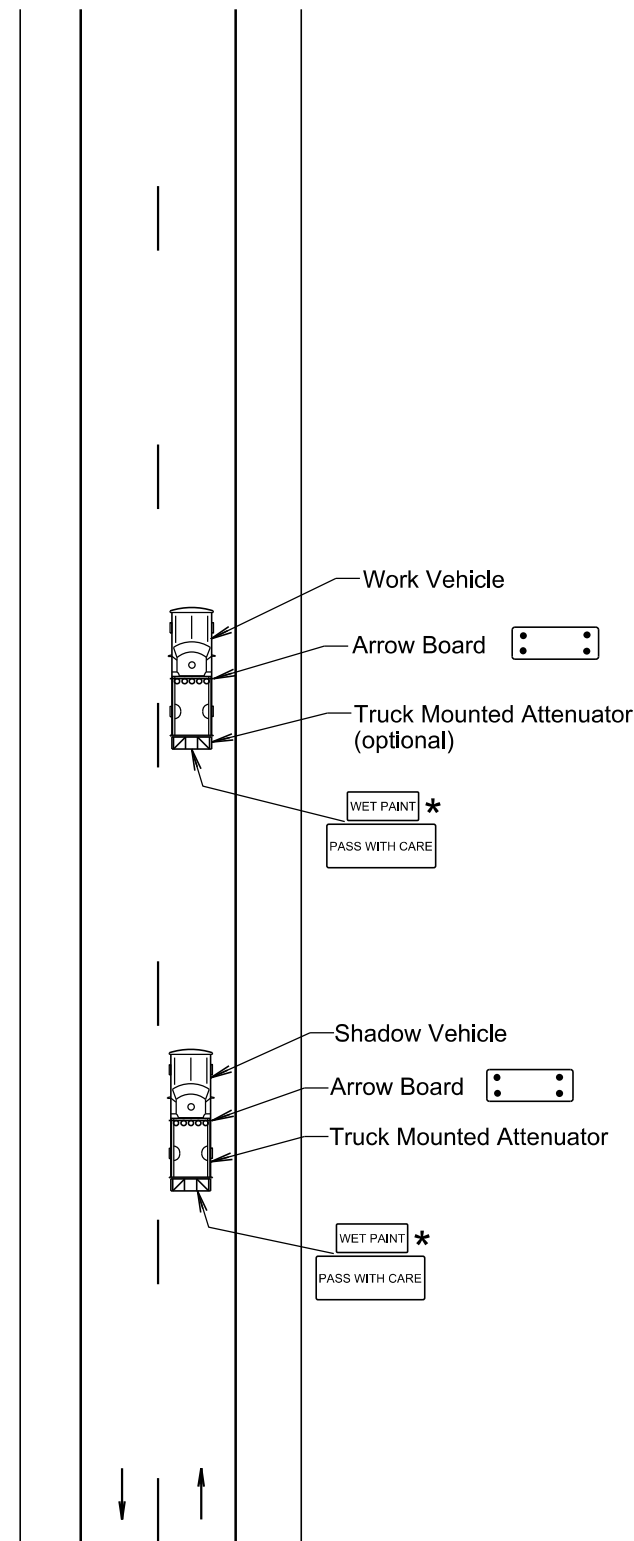 Work Vehicle
Arrow Board
Truck Mounted Attenuator
(optional)
WET PAINT *
PASS WITH CARE
Shadow Vehicle
Arrow Board
Truck Mounted Attenuator
WET PAINT *
PASS WITH CARE